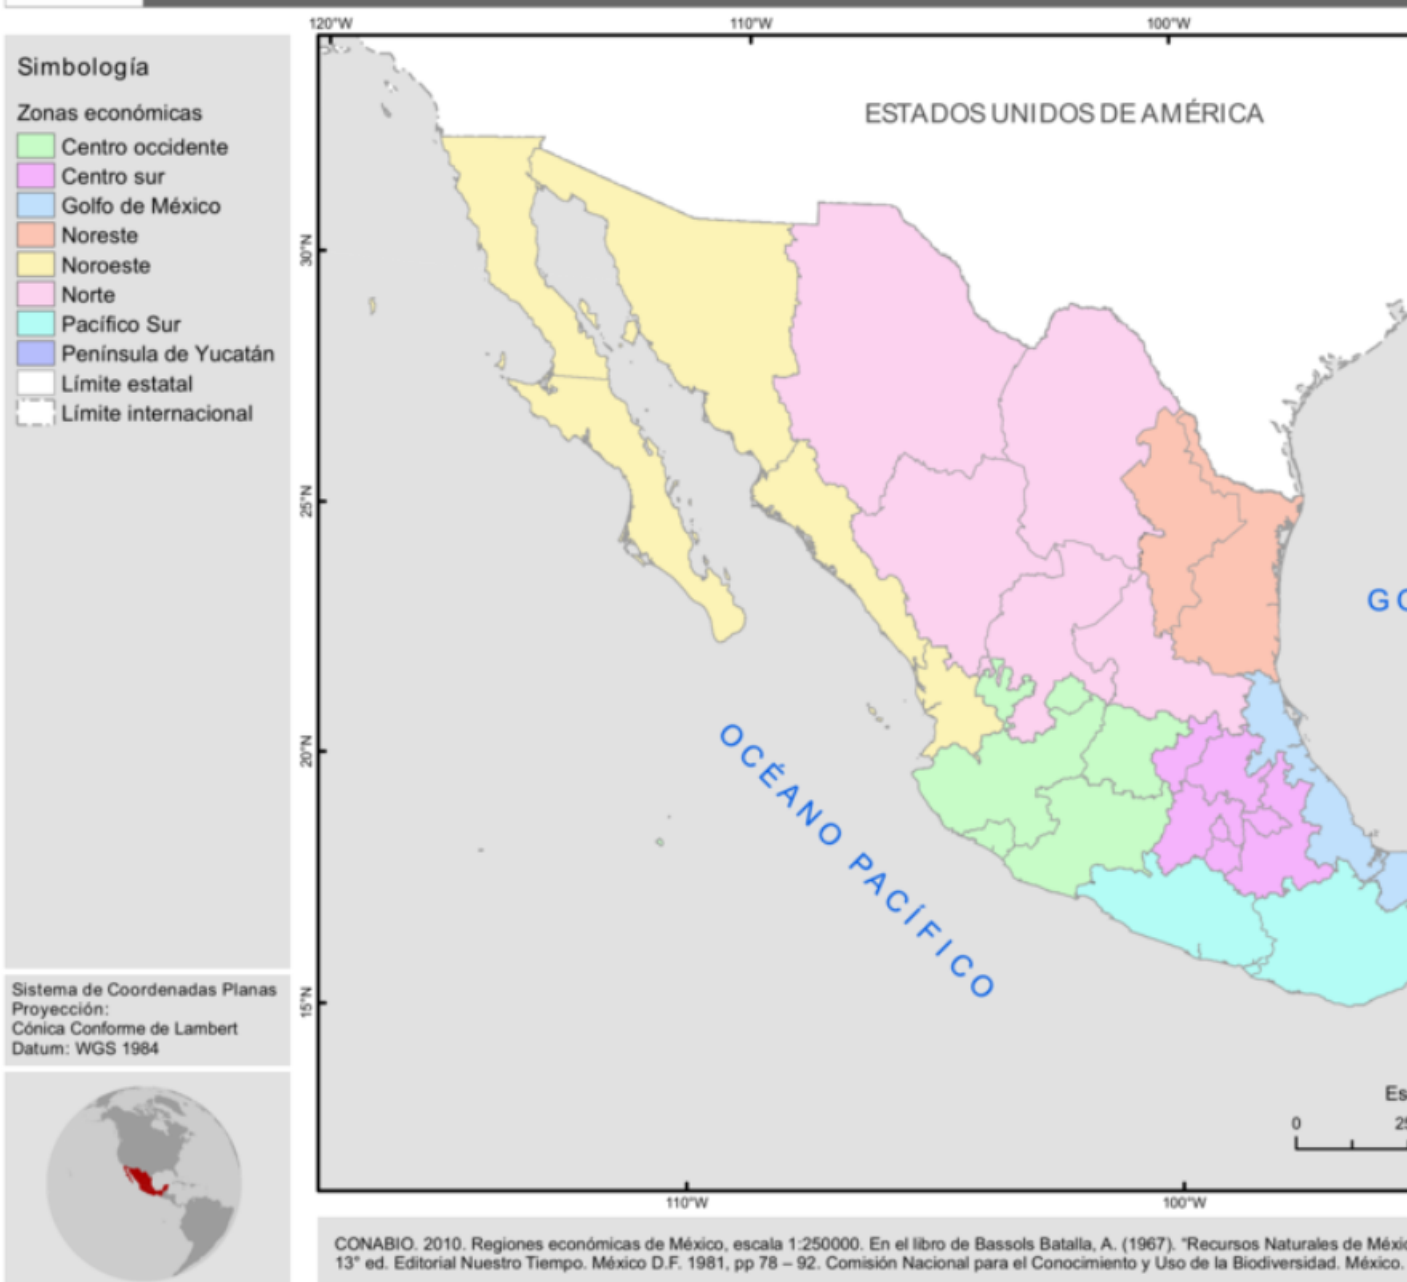 120°W
110°W
100°W
Simbología
Zonas económicas
Centro occidente
Centro sur
Golfo de México
Noreste
Noroeste
Norte
Pacífico Sur
Península de Yucatán
Límite estatal
Límite internacional
ESTADOS UNIDOS DE AMÉRICA
30°N
25°N
20°N
15°N
GO
OCÉANO PACÍFICO
Sistema de Coordenadas Planas
Proyección:
Cónica Conforme de Lambert
Datum: WGS 1984
Es
0 25
110°W
100°W
CONABIO. 2010. Regiones económicas de México, escala 1:250000. En el libro de Bassols Batalla, A. (1967). "Recursos Naturales de Méxic
13° ed. Editorial Nuestro Tiempo. México D.F. 1981, pp 78 – 92. Comisión Nacional para el Conocimiento y Uso de la Biodiversidad. México.